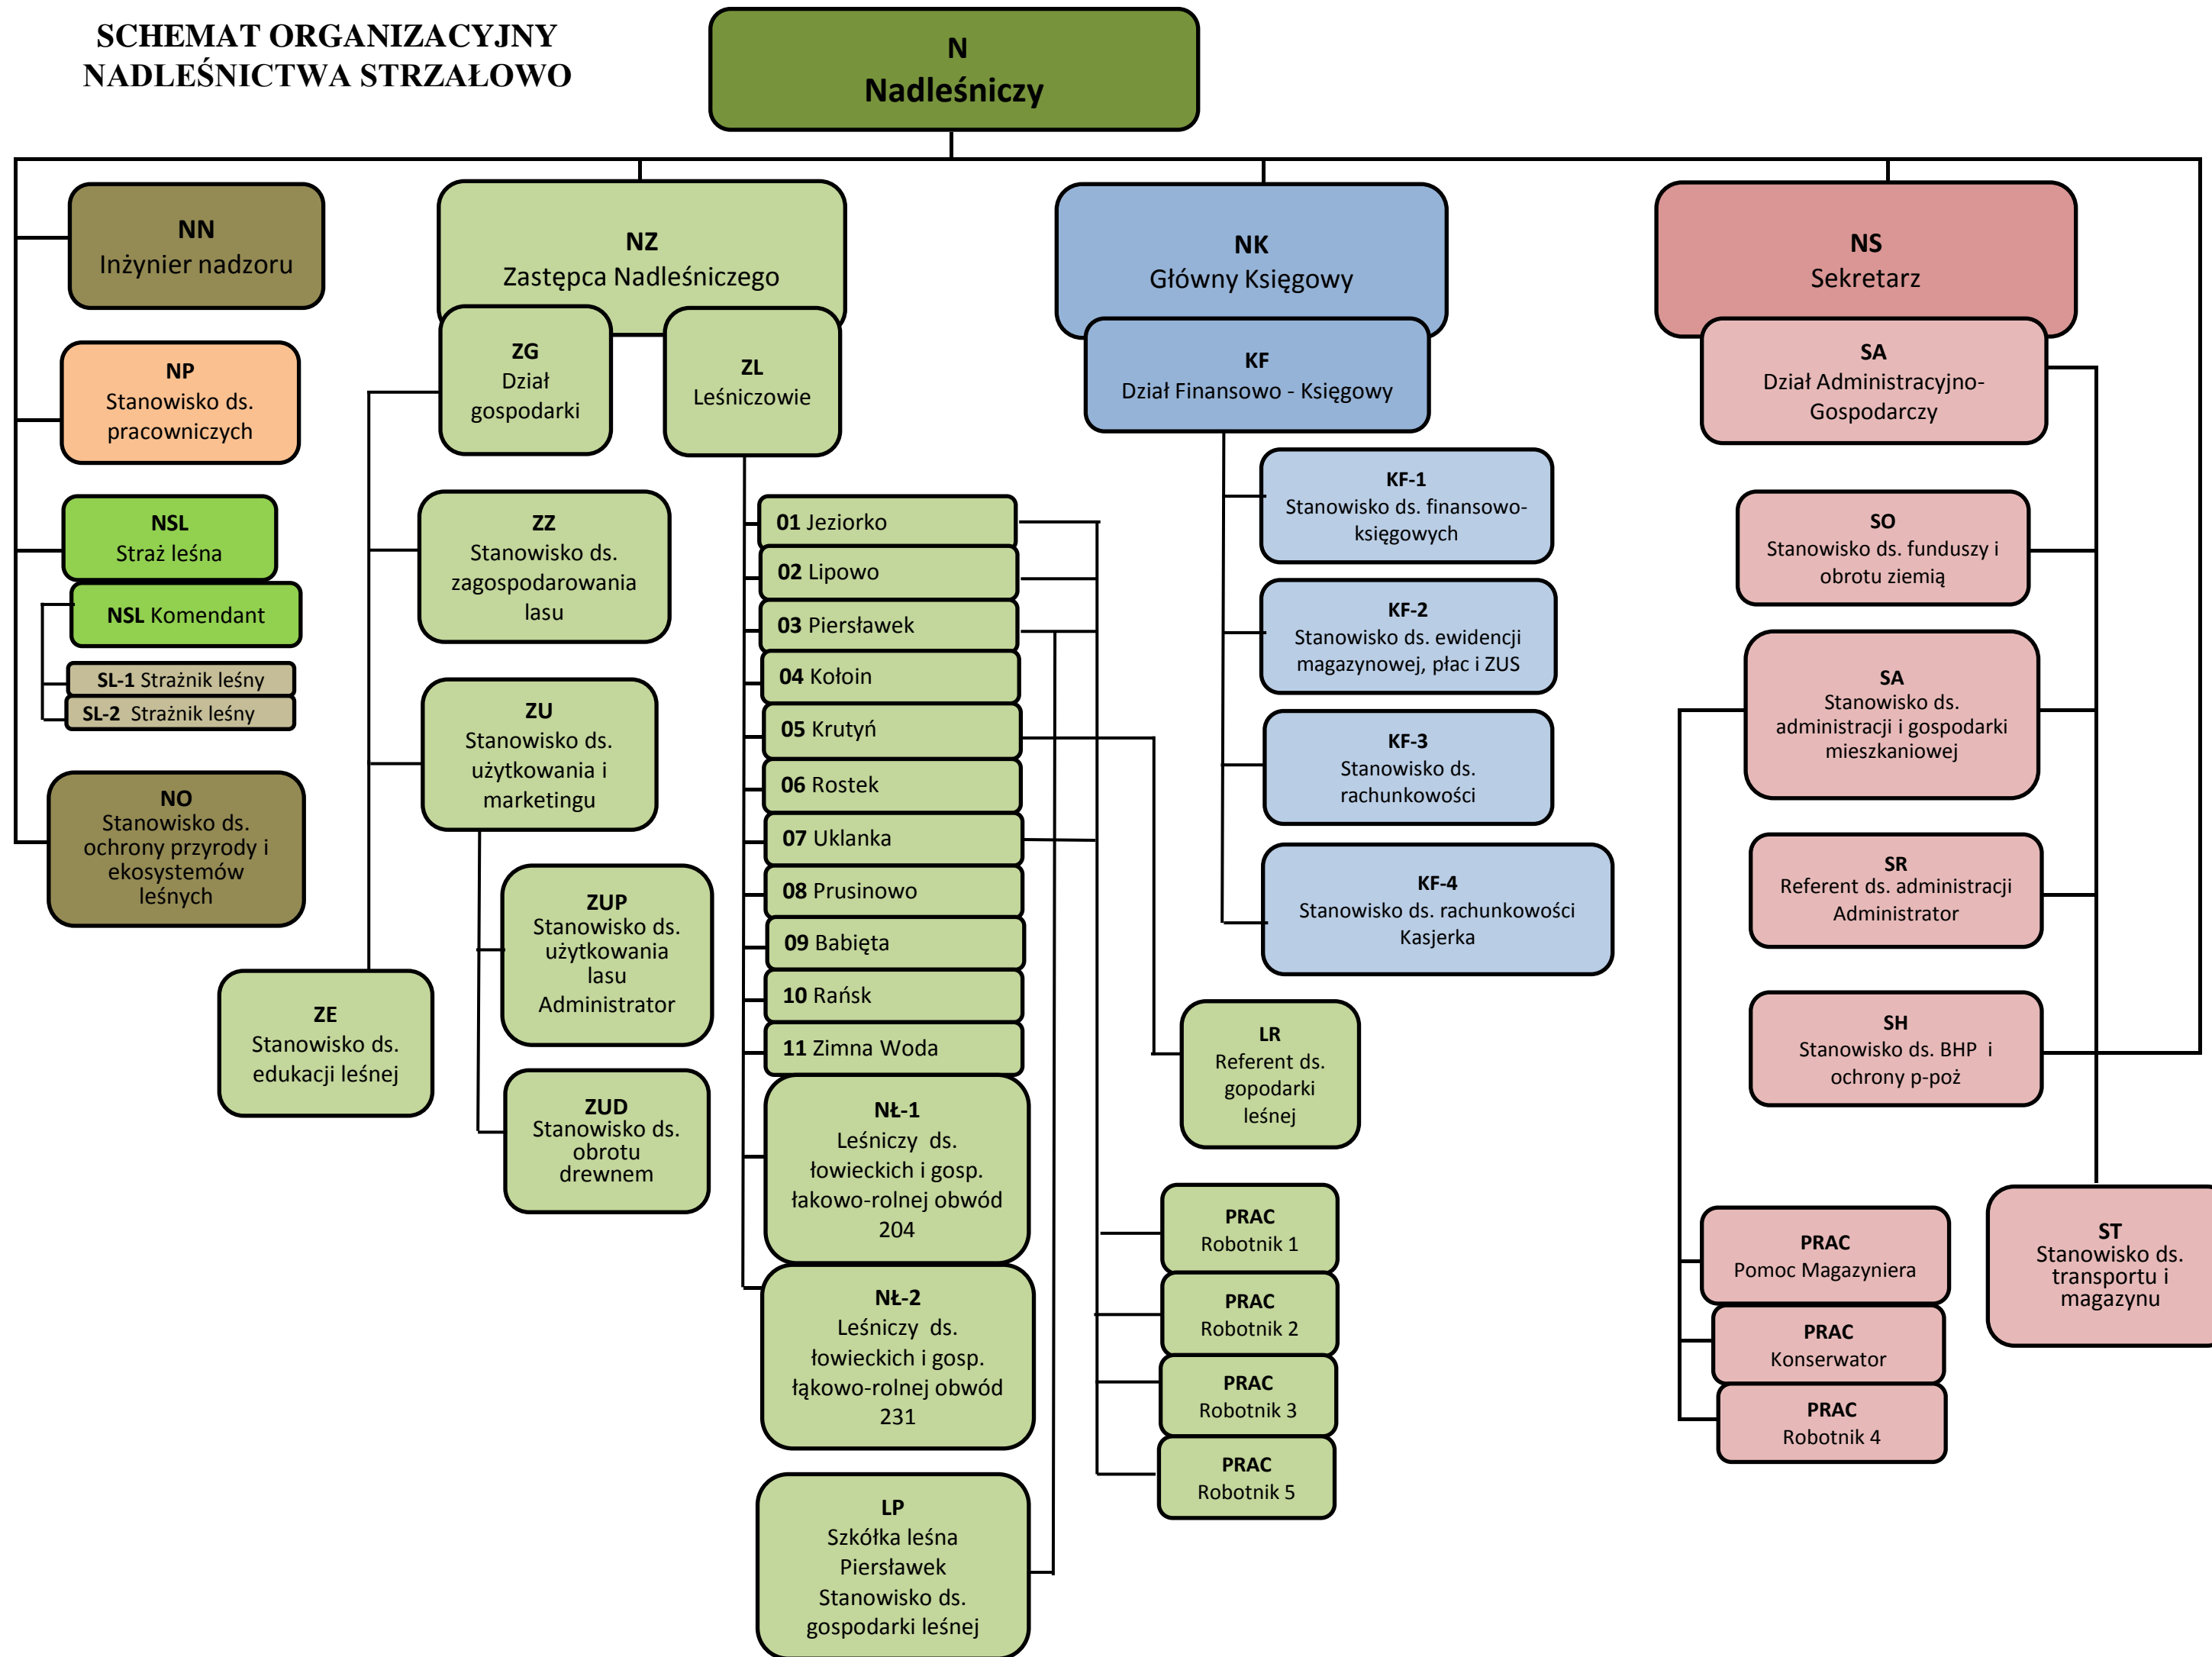 SCHEMAT ORGANIZACYJNY
NADLEŚNICTWA STRZAŁOWO
N
Nadleśniczy
NN
Inżynier nadzoru
NP
Stanowisko ds.
pracowniczych
NSL
Straż leśna
NSL Komendant
SL-1 Strażnik leśny
SL-2 Strażnik leśny
NO
Stanowisko ds.
ochrony przyrody i
ekosystemów
leśnych
NZ
Zastępca Nadleśniczego
ZG
Dział
gospodarki
ZL
Leśniczowie
ZZ
Stanowisko ds.
zagospodarowania
lasu
ZU
Stanowisko ds.
użytkowania i
marketingu
ZUP
Stanowisko ds.
użytkowania
lasu
Administrator
ZUD
Stanowisko ds.
obrotu
drewnem
ZE
Stanowisko ds.
edukacji leśnej
01 Jeziorko
02 Lipowo
03 Piersławek
04 Kołoin
05 Krutyń
06 Rostek
07 Uklanka
08 Prusinowo
09 Babięta
10 Rańsk
11 Zimna Woda
NŁ-1
Leśniczy ds.
łowieckich i gosp.
łakowo-rolnej obwód
204
NŁ-2
Leśniczy ds.
łowieckich i gosp.
łąkowo-rolnej obwód
231
LP
Szkółka leśna
Piersławek
Stanowisko ds.
gospodarki leśnej
LR
Referent ds.
gopodarki
leśnej
PRAC
Robotnik 1
PRAC
Robotnik 2
PRAC
Robotnik 3
PRAC
Robotnik 5
NK
Główny Księgowy
KF
Dział Finansowo - Księgowy
KF-1
Stanowisko ds. finansowo-
księgowych
KF-2
Stanowisko ds. ewidencji
magazynowej, płac i ZUS
KF-3
Stanowisko ds.
rachunkowości
KF-4
Stanowisko ds. rachunkowości
Kasjerka
NS
Sekretarz
SA
Dział Administracyjno-
Gospodarczy
SO
Stanowisko ds. funduszy i
obrotu ziemią
SA
Stanowisko ds.
administracji i gospodarki
mieszkaniowej
SR
Referent ds. administracji
Administrator
SH
Stanowisko ds. BHP i
ochrony p-poż
PRAC
Pomoc Magazyniera
PRAC
Konserwator
PRAC
Robotnik 4
ST
Stanowisko ds.
transportu i
magazynu